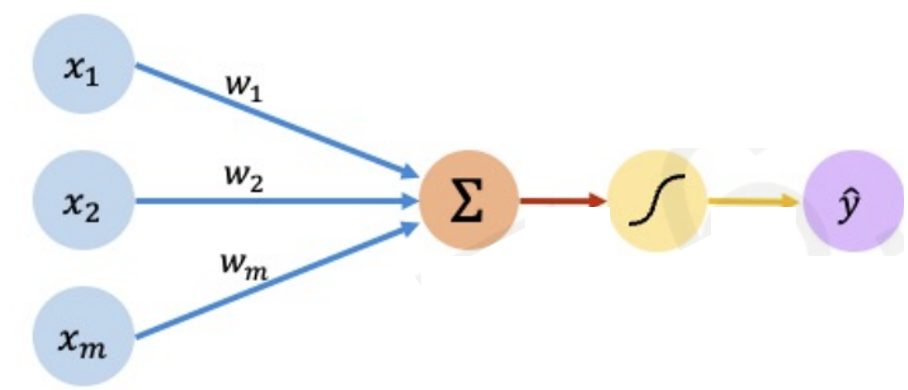 x₁
w₁
x₂
w₂
Σ
ŷ
wₘ
xₘ